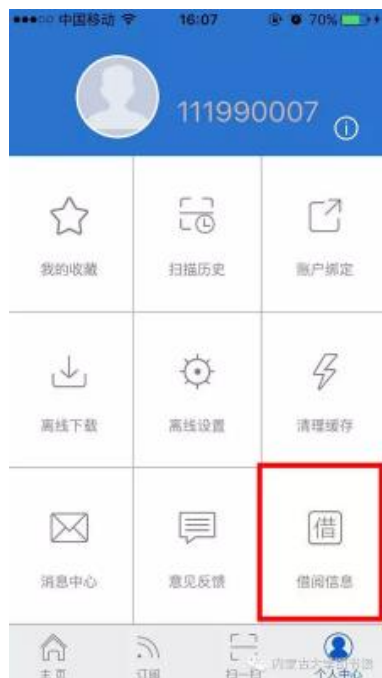 中国移动 16:07 70%
111990007
我的收藏 扫描历史 账户绑定
离线下载 离线设置 清理缓存
借
消息中心 意见反馈 借阅信息
主页 订阅 扫一扫 个人中心
内蒙古大学图书馆